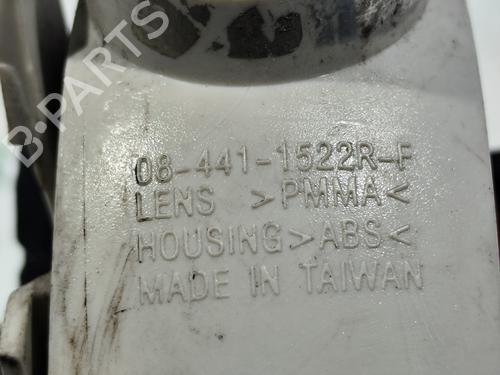 B-PARTS
08-441-1522R-F
LENS >PMMA<
HOUSING>ABS<
MADE IN TAIWAN